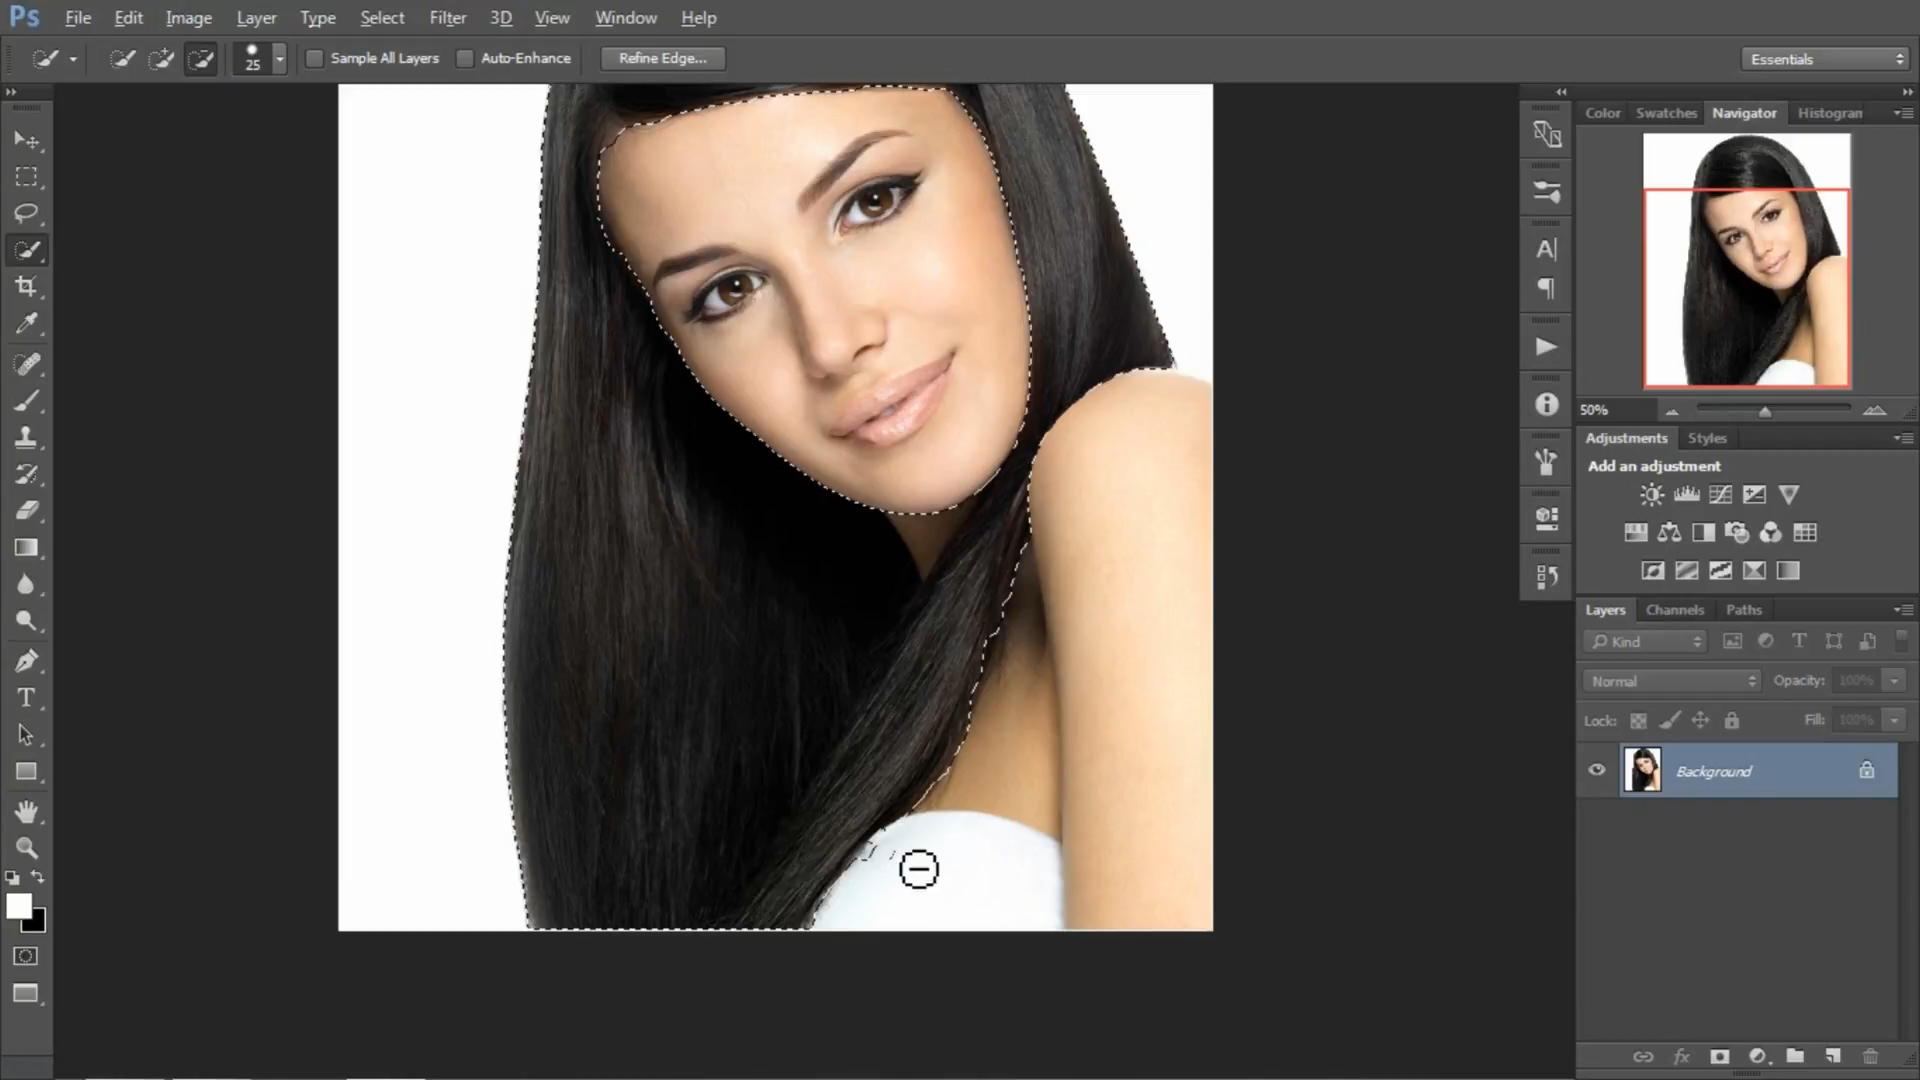 Ps File Edit Image Layer Type Select Filter 3D View Window Help
25 Sample All Layers Auto-Enhance Refine Edge... Essentials
Color Swatches Navigator Histogran
50%
Adjustments Styles
Add an adjustment
Layers Channels Paths
Kind
Normal Opacity: 100%
Lock: Fill: 100%
Background